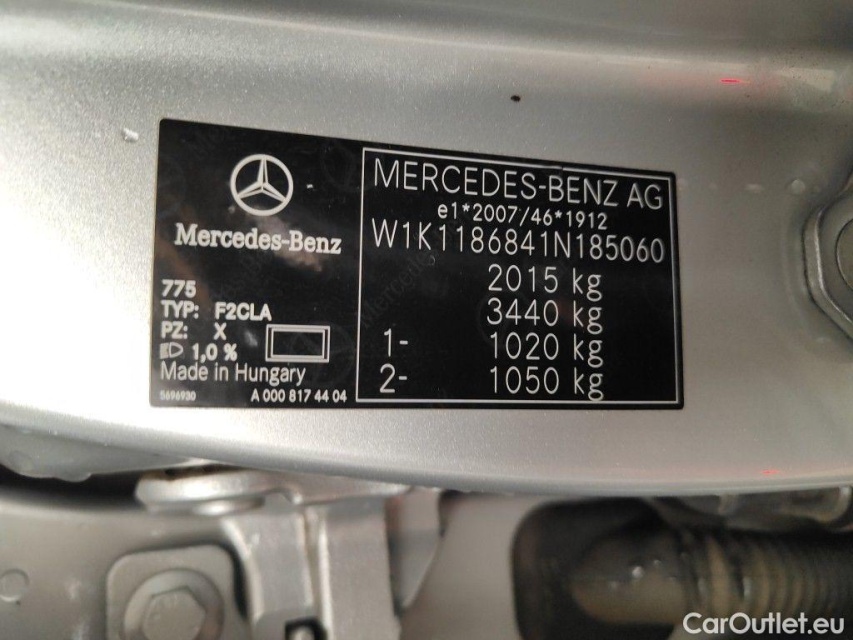 Mercedes-Benz
775
TYP: F2CLA
PZ: X
1,0 %
Made in Hungary
5696930 A 000 817 44 04
MERCEDES-BENZ AG
e1*2007/46*1912
W1K1186841N185060
2015 kg
3440 kg
1- 1020 kg
2- 1050 kg
CarOutlet.eu